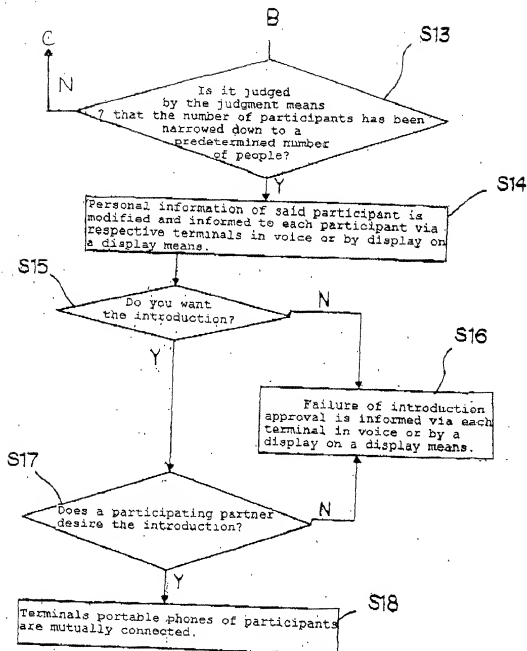 B
C
S13
N
Is it judged
by the judgment means
? that the number of participants has been
narrowed down to a
predetermined number
of people?
Y
S14
Personal information of said participant is
modified and informed to each participant via
respective terminals in voice or by display on
a display means.
S15
Do you want
the introduction?
N
Y
S16
Failure of introduction
approval is informed via each
terminal in voice or by a
display on a display means.
S17
Does a participating partner
desire the introduction?
N
Y
S18
Terminals portable phones of participants
are mutually connected.